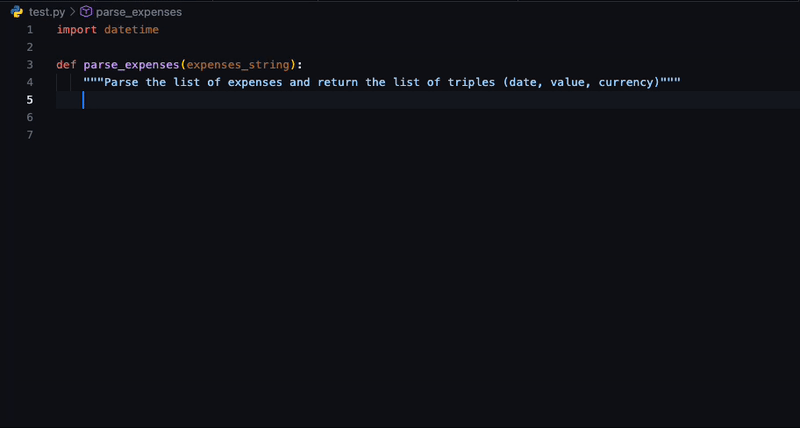 test.py > parse_expenses
1 import datetime
2
3 def parse_expenses(expenses_string):
4 """Parse the list of expenses and return the list of triples (date, value, currency)"""
5
6
7